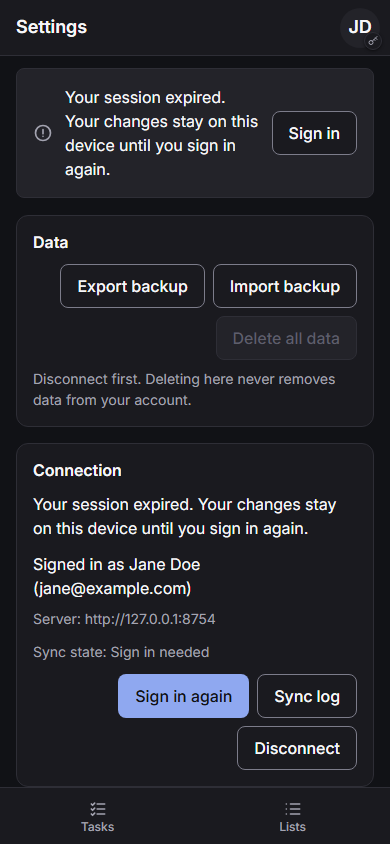 Settings
JD
Your session expired.
Your changes stay on this
device until you sign in
again.
Sign in
Data
Export backup
Import backup
Delete all data
Disconnect first. Deleting here never removes
data from your account.
Connection
Your session expired. Your changes stay
on this device until you sign in again.
Signed in as Jane Doe
(jane@example.com)
Server: http://127.0.0.1:8754
Sync state: Sign in needed
Sign in again
Sync log
Disconnect
Tasks
Lists